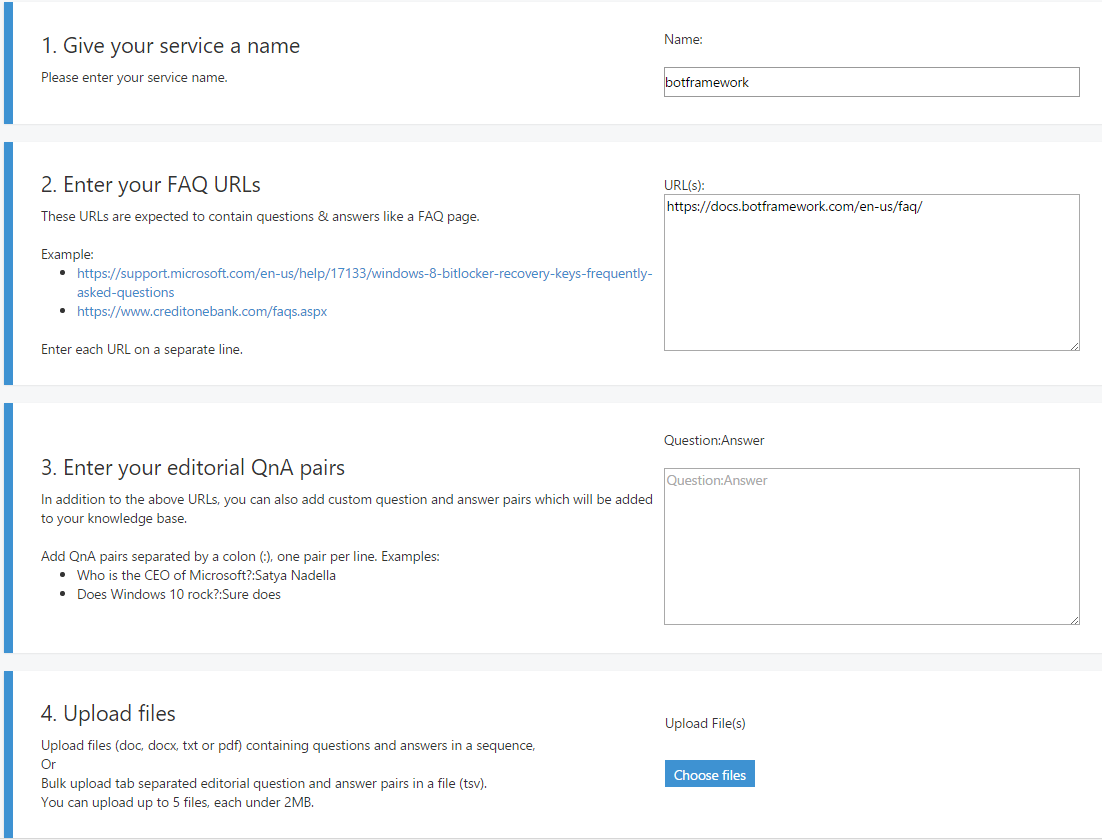 1. Give your service a name
Please enter your service name.
Name:
botframework
2. Enter your FAQ URLs
These URLs are expected to contain questions & answers like a FAQ page.
Example:
https://support.microsoft.com/en-us/help/17133/windows-8-bitlocker-recovery-keys-frequently-
asked-questions
https://www.creditonebank.com/faqs.aspx
Enter each URL on a separate line.
URL(s):
https://docs.botframework.com/en-us/faq/
3. Enter your editorial QnA pairs
In addition to the above URLs, you can also add custom question and answer pairs which will be added
to your knowledge base.
Add QnA pairs separated by a colon (:), one pair per line. Examples:
Who is the CEO of Microsoft?:Satya Nadella
Does Windows 10 rock?:Sure does
Question:Answer
Question:Answer
4. Upload files
Upload files (doc, docx, txt or pdf) containing questions and answers in a sequence,
Or
Bulk upload tab separated editorial question and answer pairs in a file (tsv).
You can upload up to 5 files, each under 2MB.
Upload File(s)
Choose files